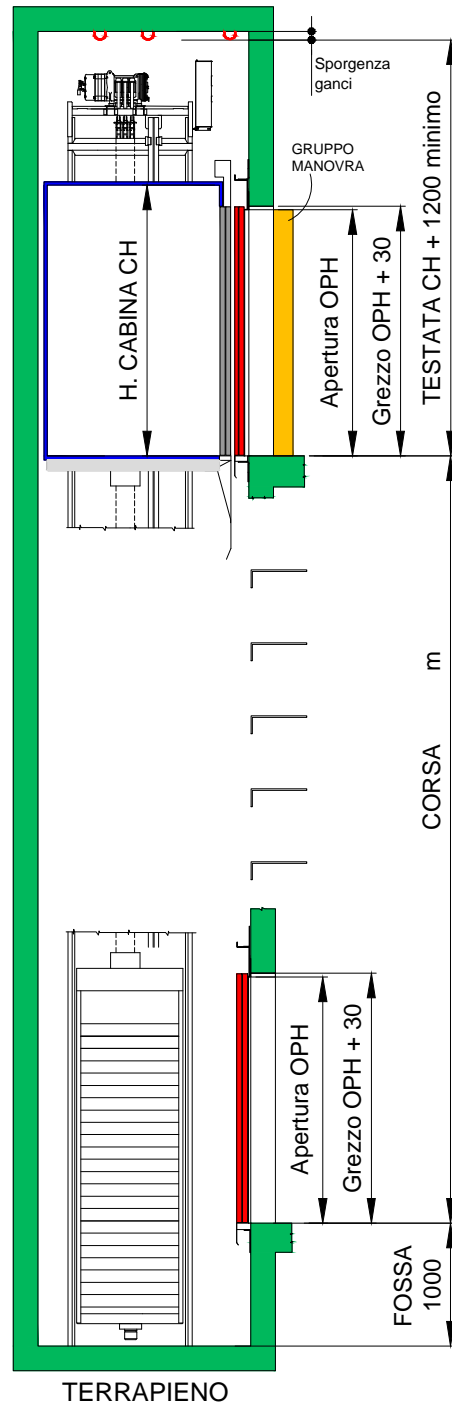 Sporgenza
ganci
GRUPPO
MANOVRA
H. CABINA CH
Apertura OPH
Grezzo OPH + 30
TESTATA CH + 1200 minimo
m
CORSA
Apertura OPH
Grezzo OPH + 30
FOSSA
1000
TERRAPIENO